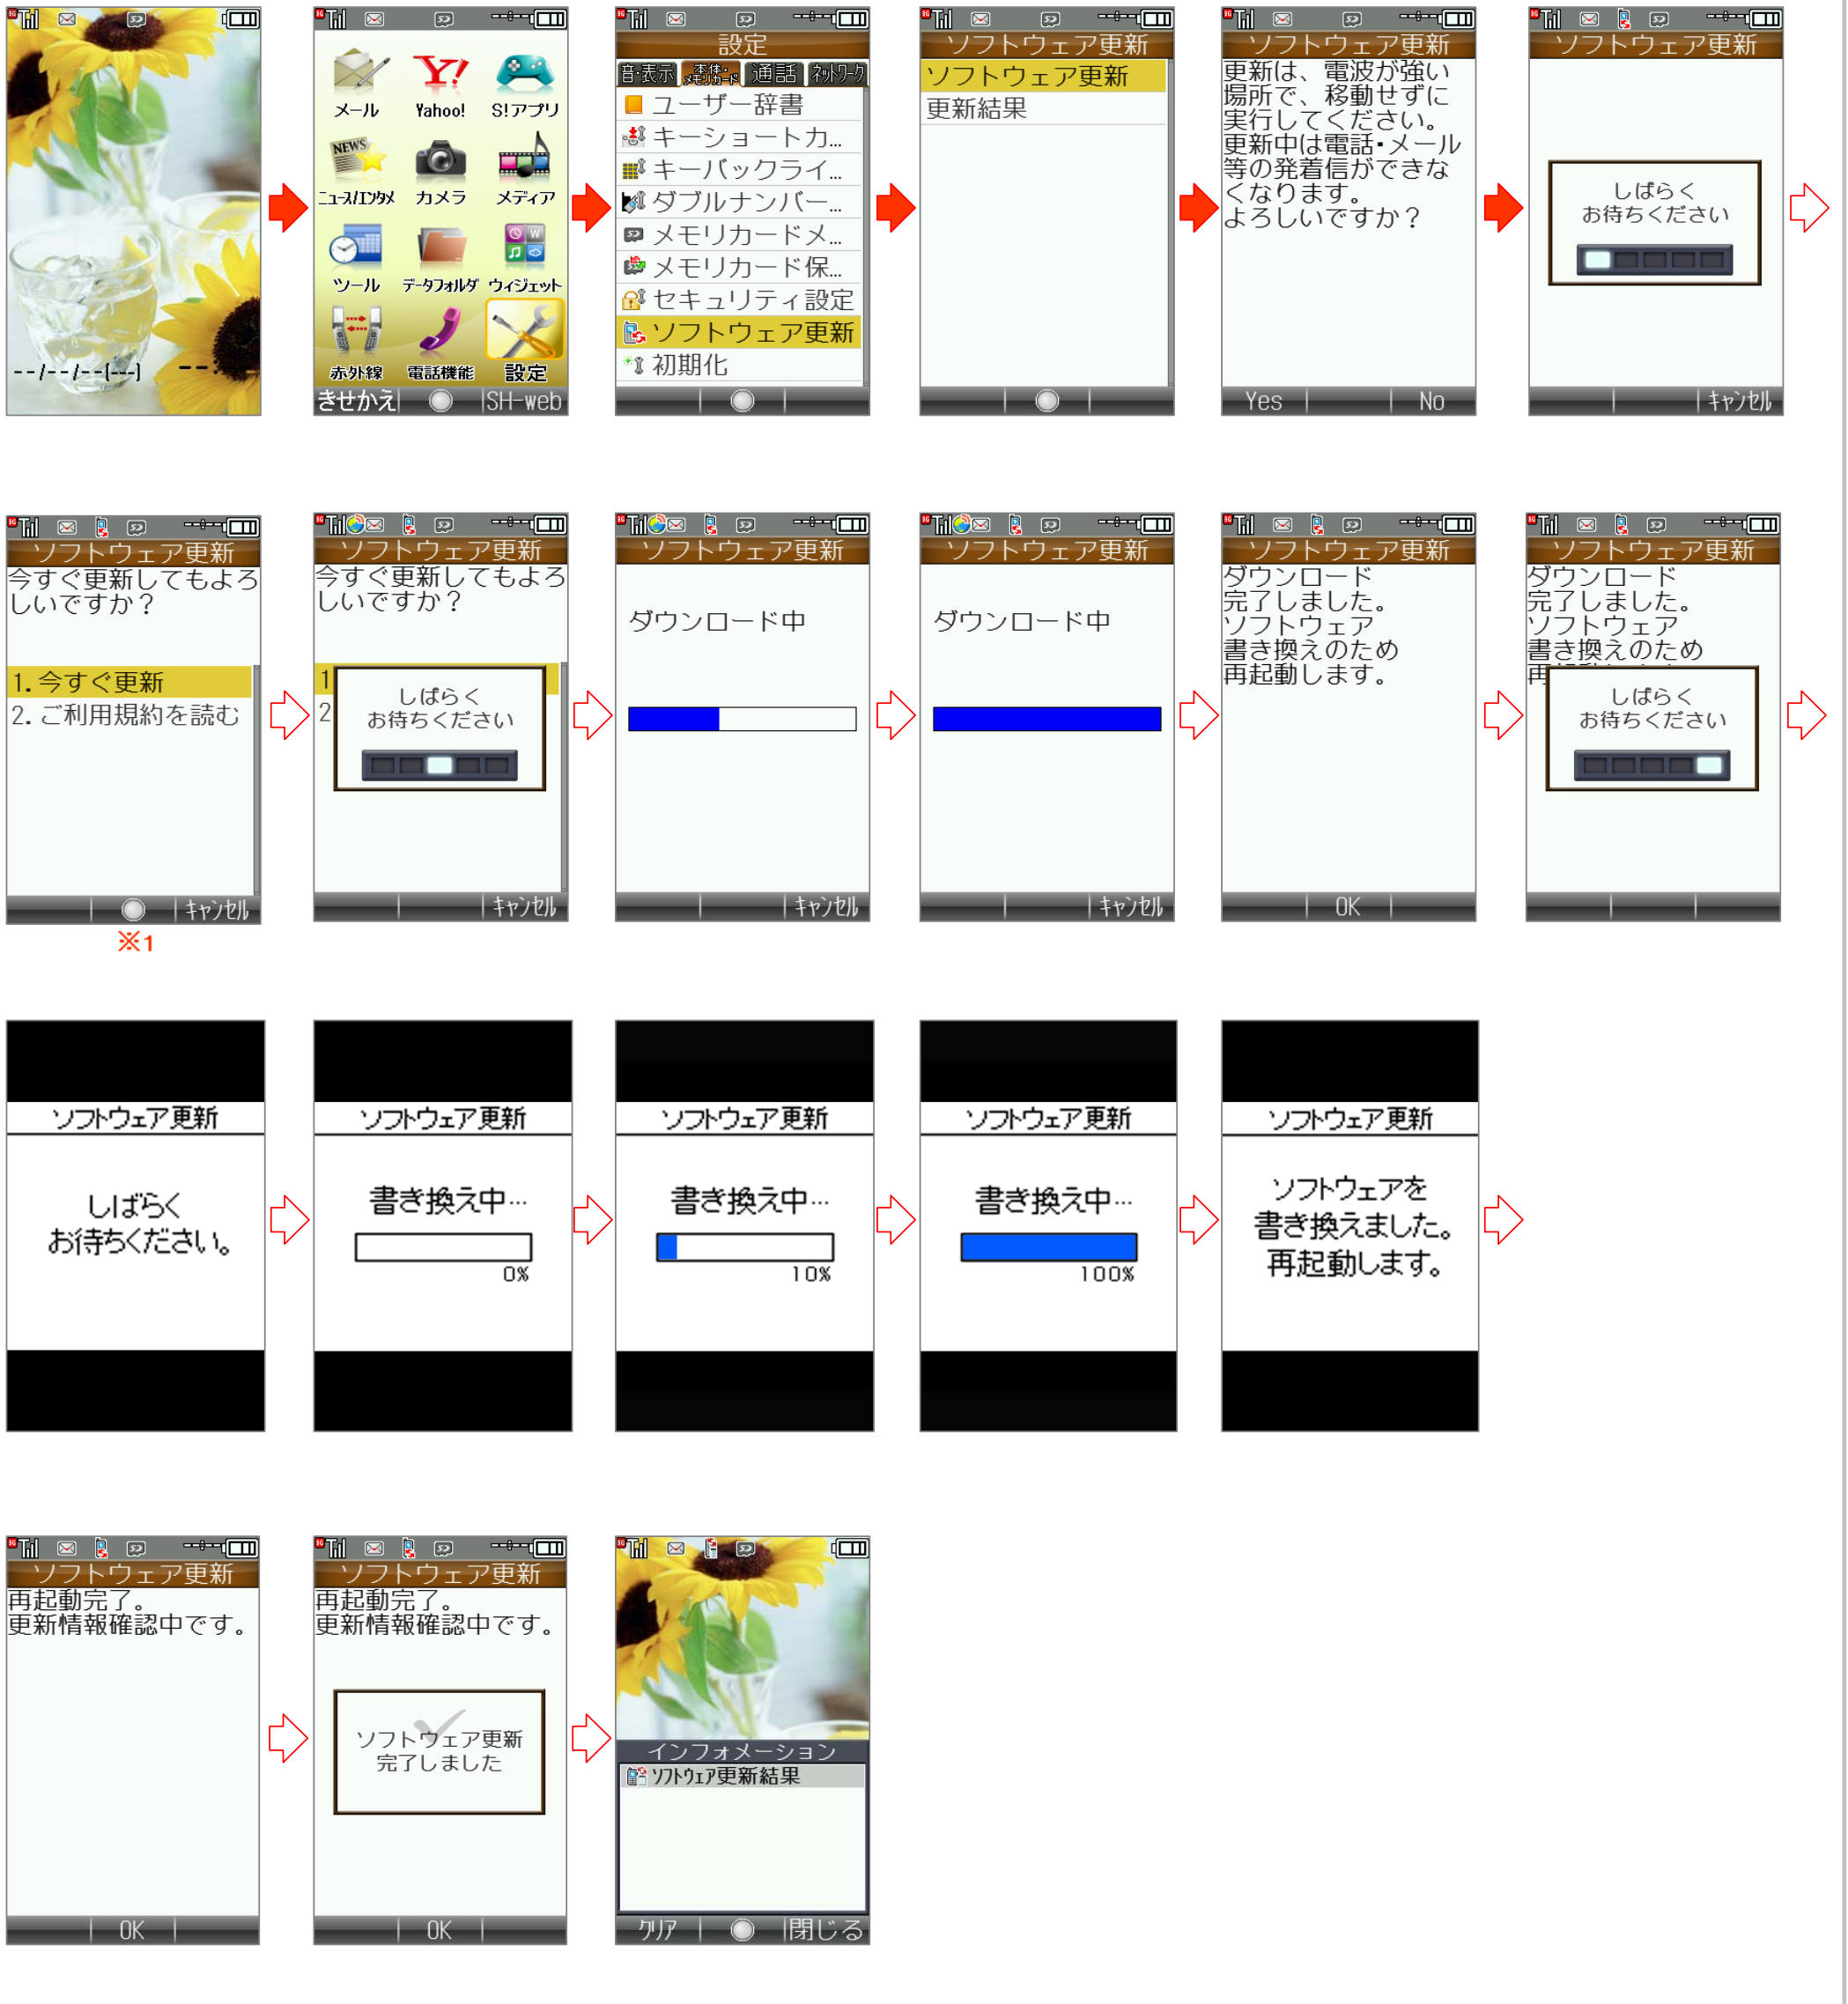 --/--/--(---) --:--
メール Yahoo! S!アプリ
ニュース/エンタメ カメラ メディア
ツール データフォルダ ウィジェット
赤外線 電話機能 設定
きせかえ SH-web
設定
音・表示 本体・メモリカード 通話 ネットワーク
ユーザー辞書
キーショートカ…
キーバックライ…
ダブルナンバー…
メモリカードメ…
メモリカード保…
セキュリティ設定
ソフトウェア更新
初期化
ソフトウェア更新
ソフトウェア更新
更新結果
ソフトウェア更新
更新は、電波が強い
場所で、移動せずに
実行してください。
更新中は電話・メール
等の発着信ができな
くなります。
よろしいですか？
Yes No
ソフトウェア更新
しばらく
お待ちください
キャンセル
ソフトウェア更新
今すぐ更新してもよろ
しいですか？
1.今すぐ更新
2.ご利用規約を読む
キャンセル
※1
ソフトウェア更新
今すぐ更新してもよろ
しいですか？
1
2
しばらく
お待ちください
キャンセル
ソフトウェア更新
ダウンロード中
キャンセル
ソフトウェア更新
ダウンロード中
キャンセル
ソフトウェア更新
ダウンロード
完了しました。
ソフトウェア
書き換えのため
再起動します。
OK
ソフトウェア更新
ダウンロード
完了しました。
ソフトウェア
書き換えのため
しばらく
お待ちください
ソフトウェア更新
しばらく
お待ちください。
ソフトウェア更新
書き換え中…
0%
ソフトウェア更新
書き換え中…
10%
ソフトウェア更新
書き換え中…
100%
ソフトウェア更新
ソフトウェアを
書き換えました。
再起動します。
ソフトウェア更新
再起動完了。
更新情報確認中です。
OK
ソフトウェア更新
再起動完了。
更新情報確認中です。
ソフトウェア更新
完了しました
OK
インフォメーション
ソフトウェア更新結果
クリア 閉じる